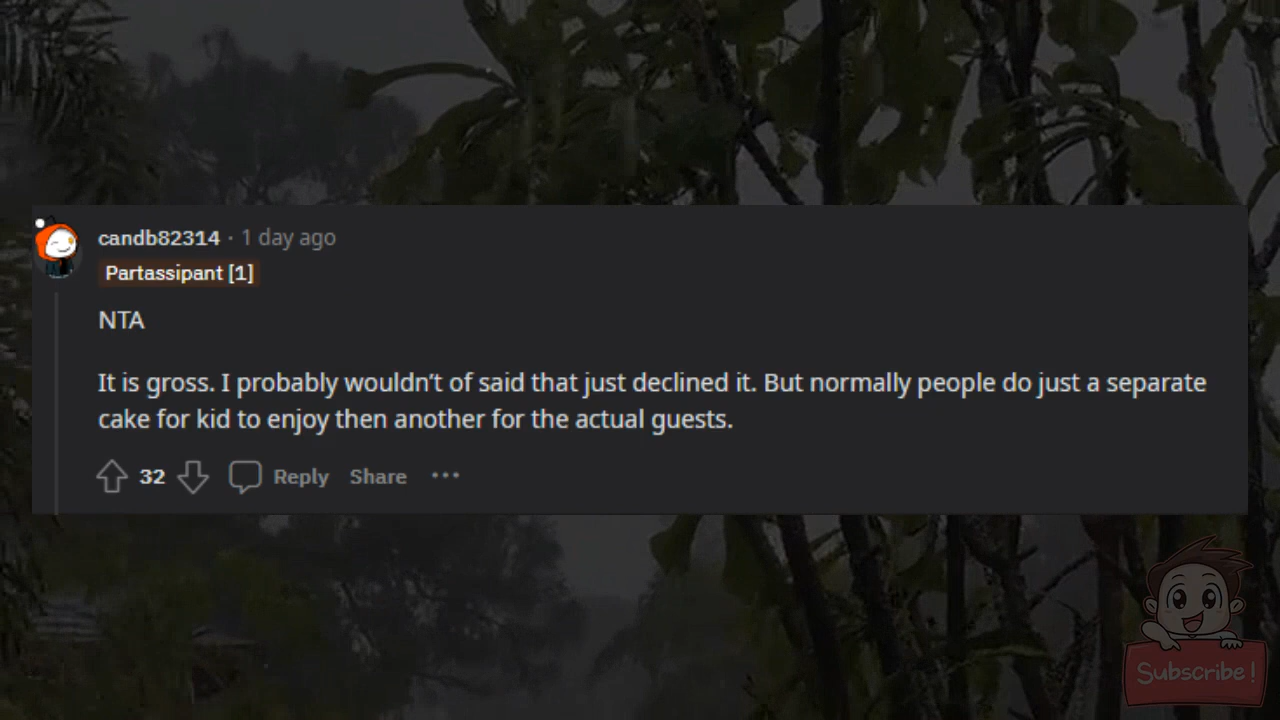 candb82314 · 1 day ago
Partassipant [1]
NTA
It is gross. I probably wouldn’t of said that just declined it. But normally people do just a separate
cake for kid to enjoy then another for the actual guests.
32 Reply Share ···
Subscribe!